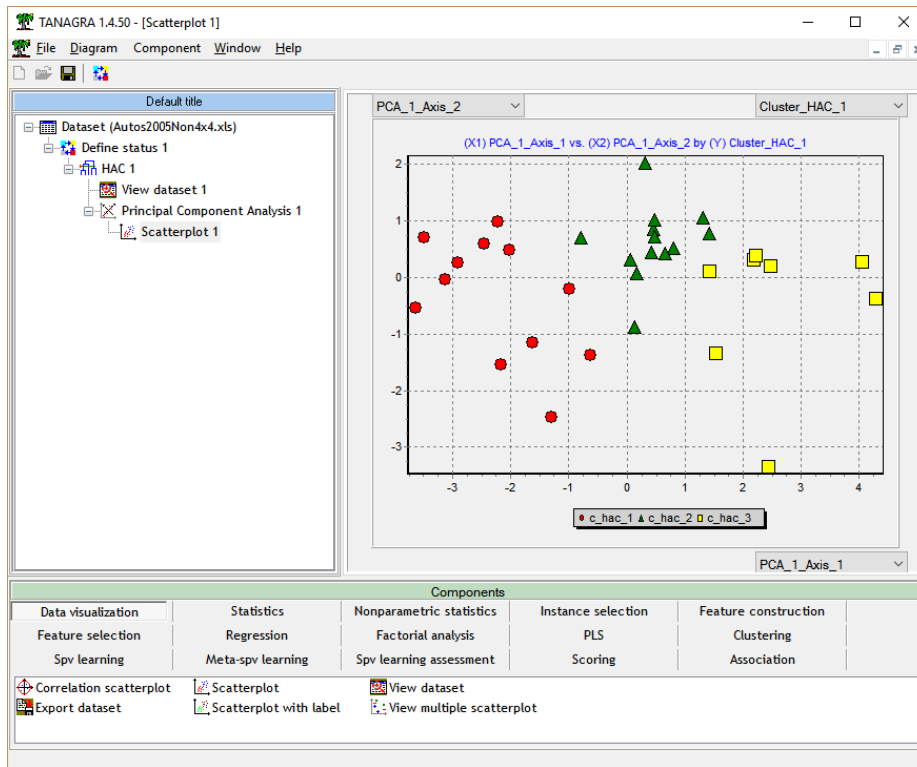 TANAGRA 1.4.50 - [Scatterplot 1]
File Diagram Component Window Help
Default title
Dataset (Autos2005Non4x4.xls)
Define status 1
HAC 1
View dataset 1
Principal Component Analysis 1
Scatterplot 1
PCA_1_Axis_2 Cluster_HAC_1
(X1) PCA_1_Axis_1 vs. (X2) PCA_1_Axis_2 by (Y) Cluster_HAC_1
2
1
0
-1
-2
-3
-3 -2 -1 0 1 2 3 4
c_hac_1 c_hac_2 c_hac_3
PCA_1_Axis_1
Components
Data visualization Statistics Nonparametric statistics Instance selection Feature construction
Feature selection Regression Factorial analysis PLS Clustering
Spv learning Meta-spv learning Spv learning assessment Scoring Association
Correlation scatterplot Scatterplot View dataset
Export dataset Scatterplot with label View multiple scatterplot